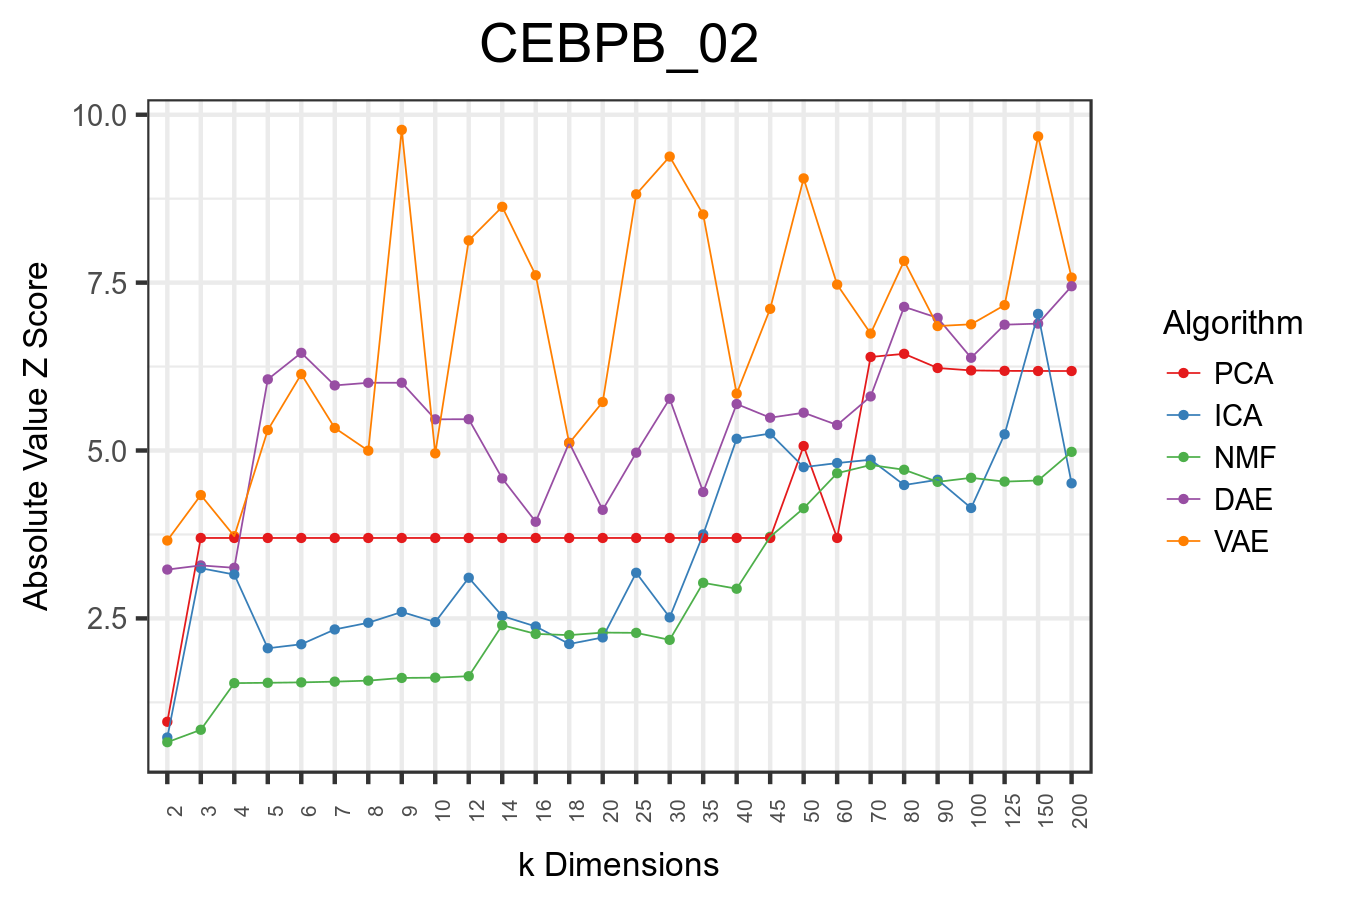 CEBPB_02
10.0
7.5
5.0
2.5
Absolute Value Z Score
2 3 4 5 6 7 8 9 10 12 14 16 18 20 25 30 35 40 45 50 60 70 80 90 100 125 150 200
k Dimensions
Algorithm
PCA
ICA
NMF
DAE
VAE